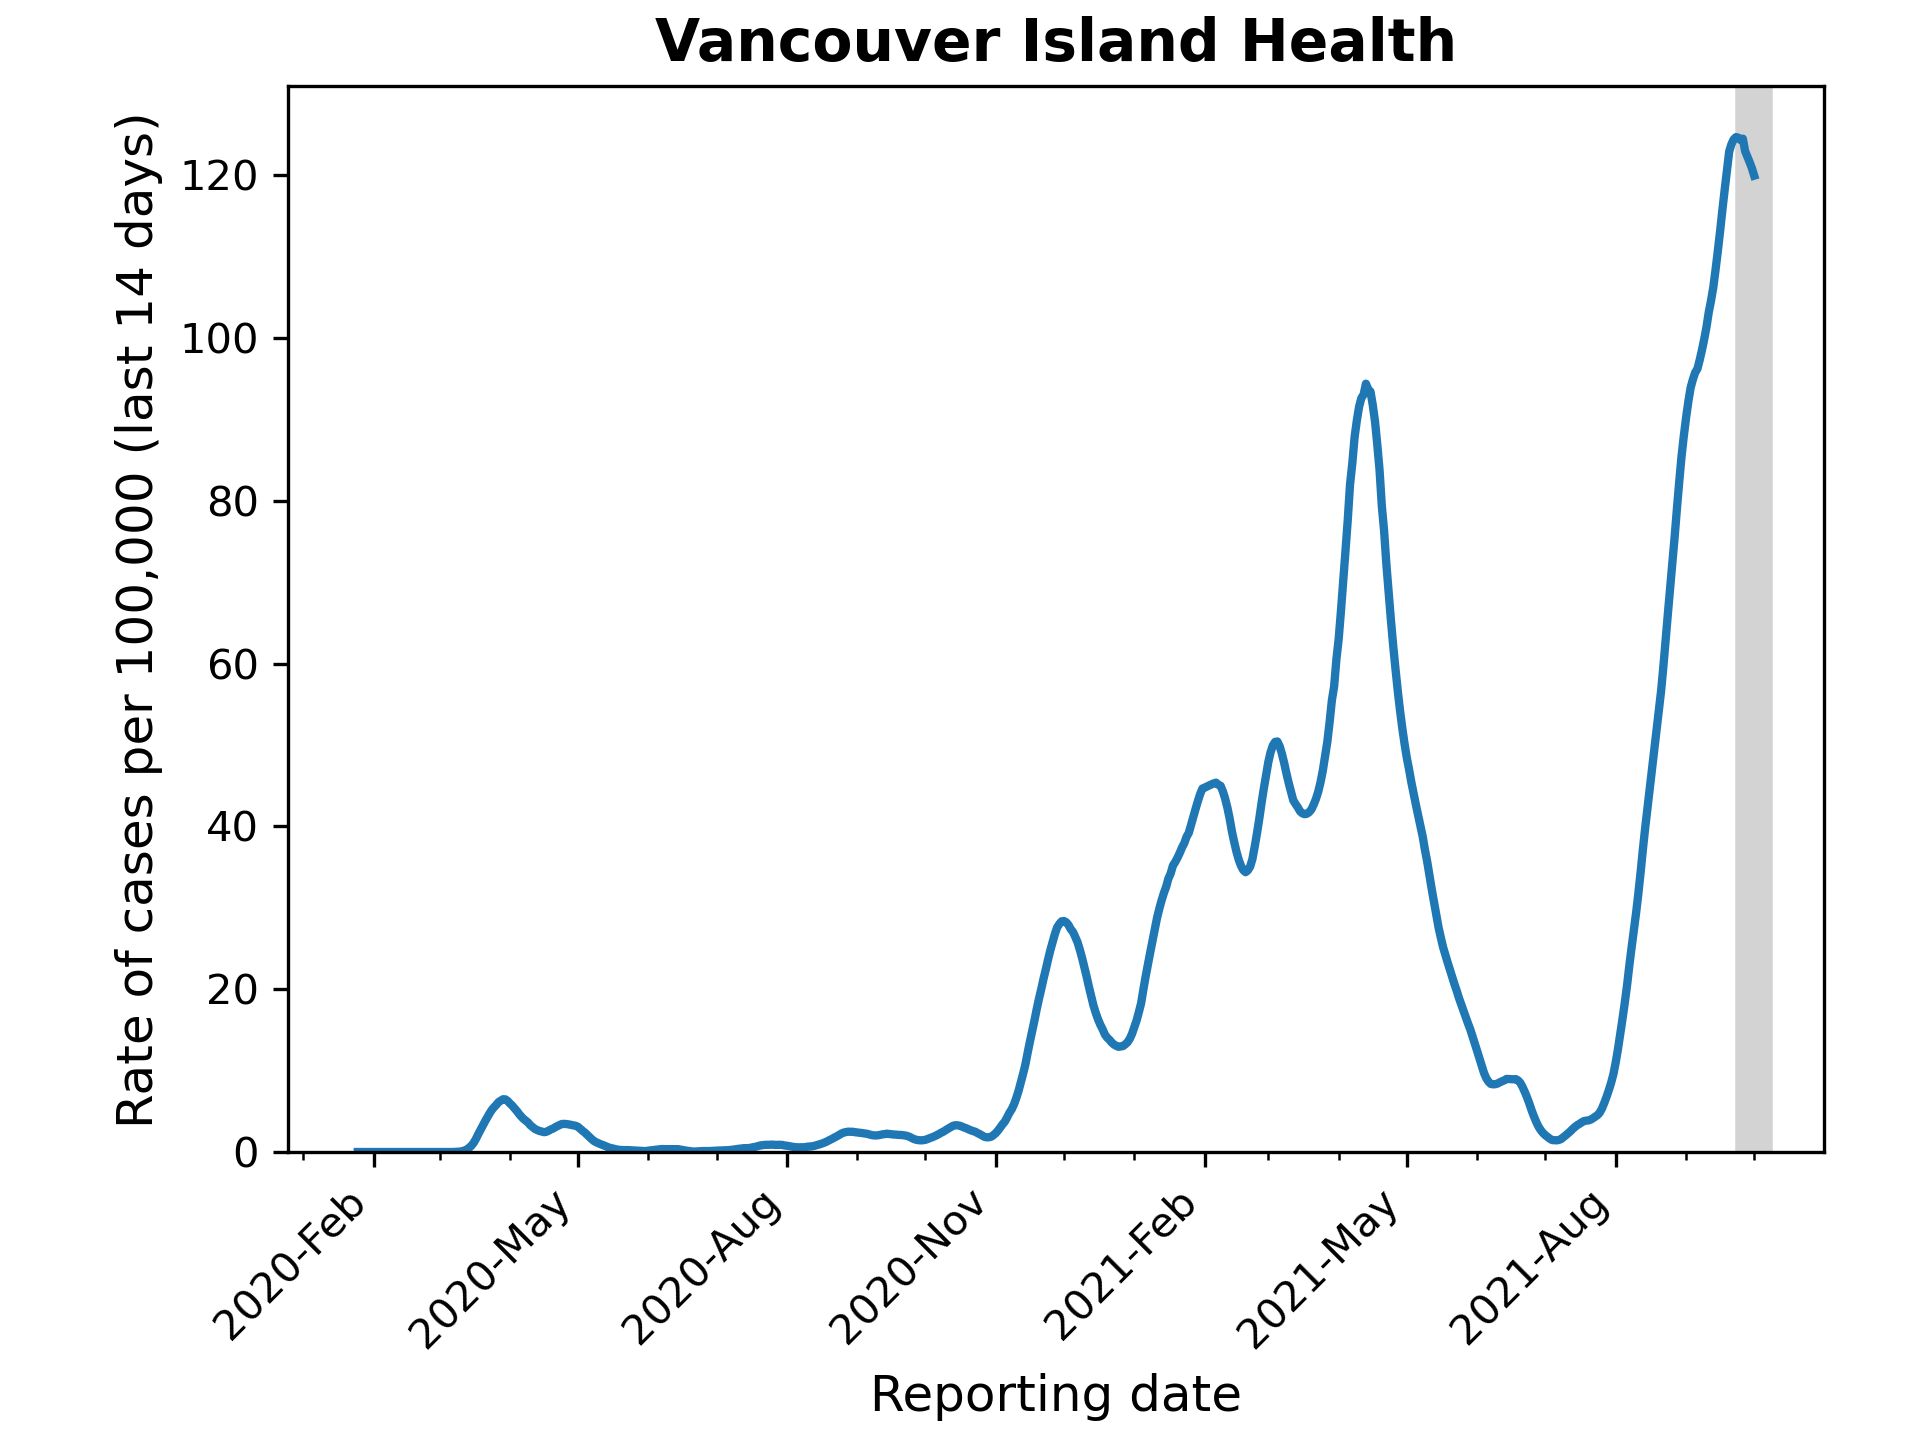 Vancouver Island Health
Rate of cases per 100,000 (last 14 days)
120
100
80
60
40
20
0
2020-Feb
2020-May
2020-Aug
2020-Nov
2021-Feb
2021-May
2021-Aug
Reporting date